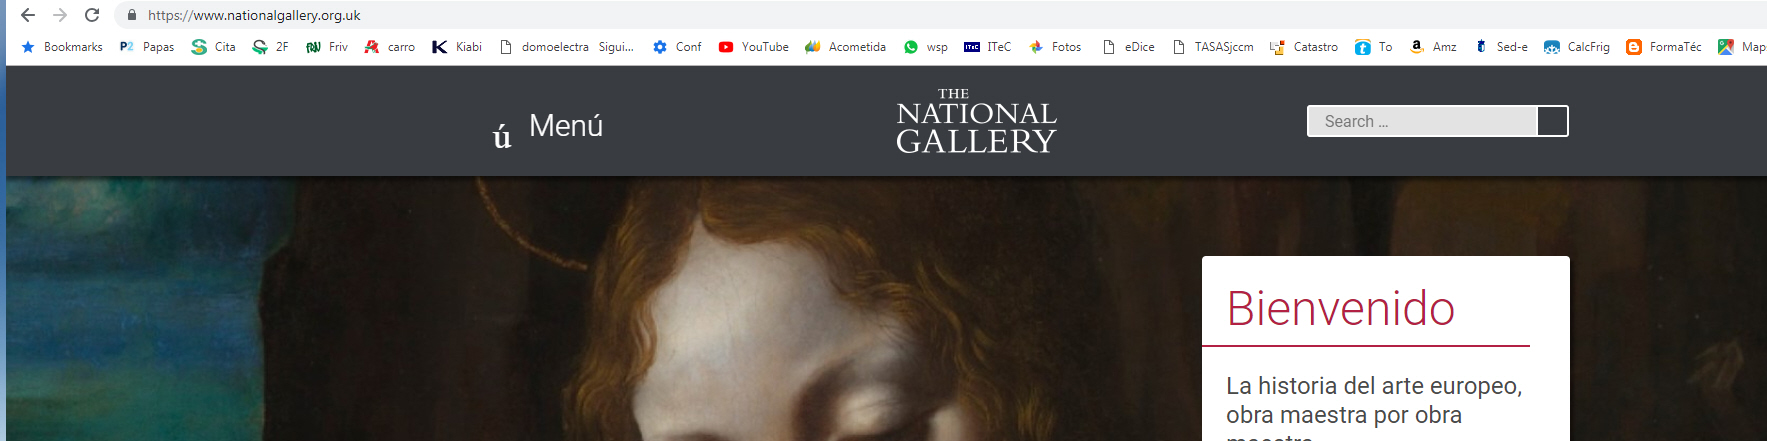 https://www.nationalgallery.org.uk
Bookmarks P2 Papas Cita 2F Friv carro K Kiabi domoelectra Sigui... Conf YouTube Acometida wsp ITeC ITeC Fotos eDice TASASjccm Catastro To Amz Sed-e CalcFrig FormaTéc Map
ú Menú
THE
NATIONAL
GALLERY
Search ...
Bienvenido
La historia del arte europeo,
obra maestra por obra
maestra